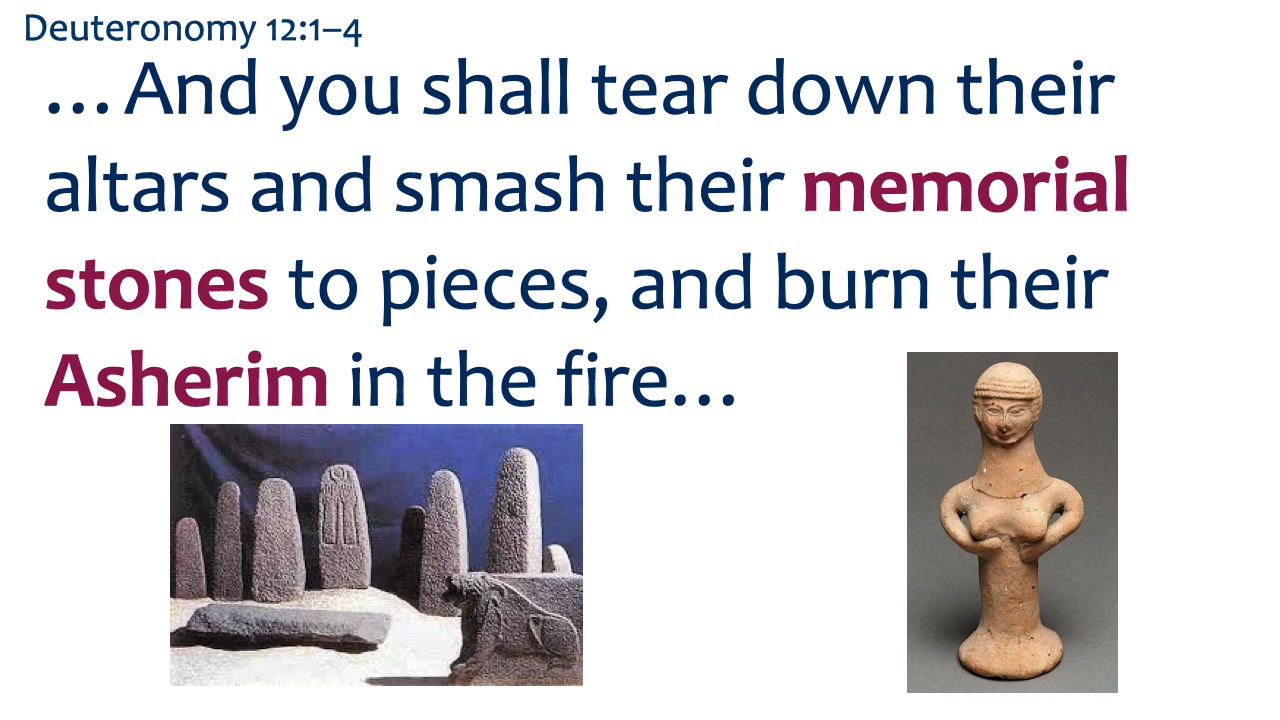 Deuteronomy 12:1–4
…And you shall tear down their
altars and smash their memorial
stones to pieces, and burn their
Asherim in the fire…